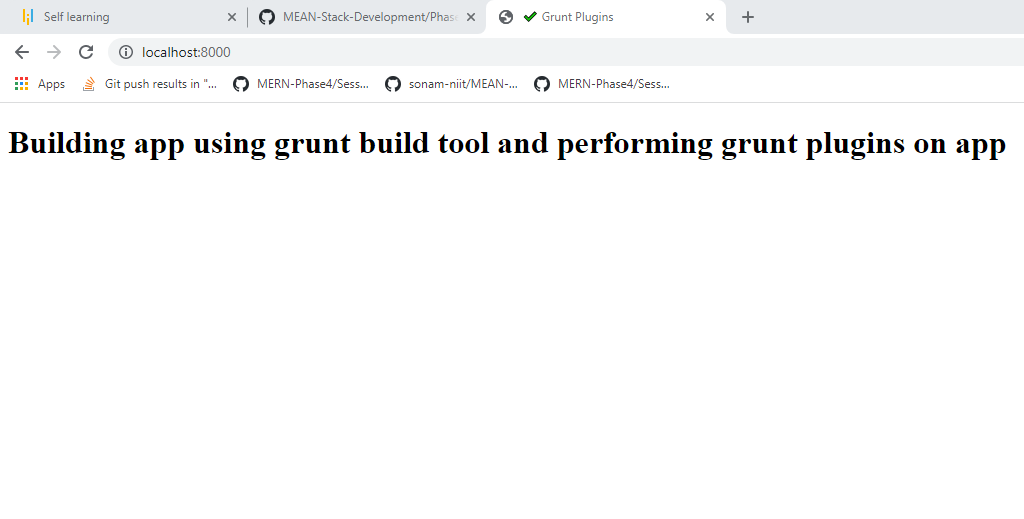 Self learning
MEAN-Stack-Development/Phase
✔ Grunt Plugins
localhost:8000
Apps
Git push results in "...
MERN-Phase4/Sess...
sonam-niit/MEAN-...
MERN-Phase4/Sess...
Building app using grunt build tool and performing grunt plugins on app